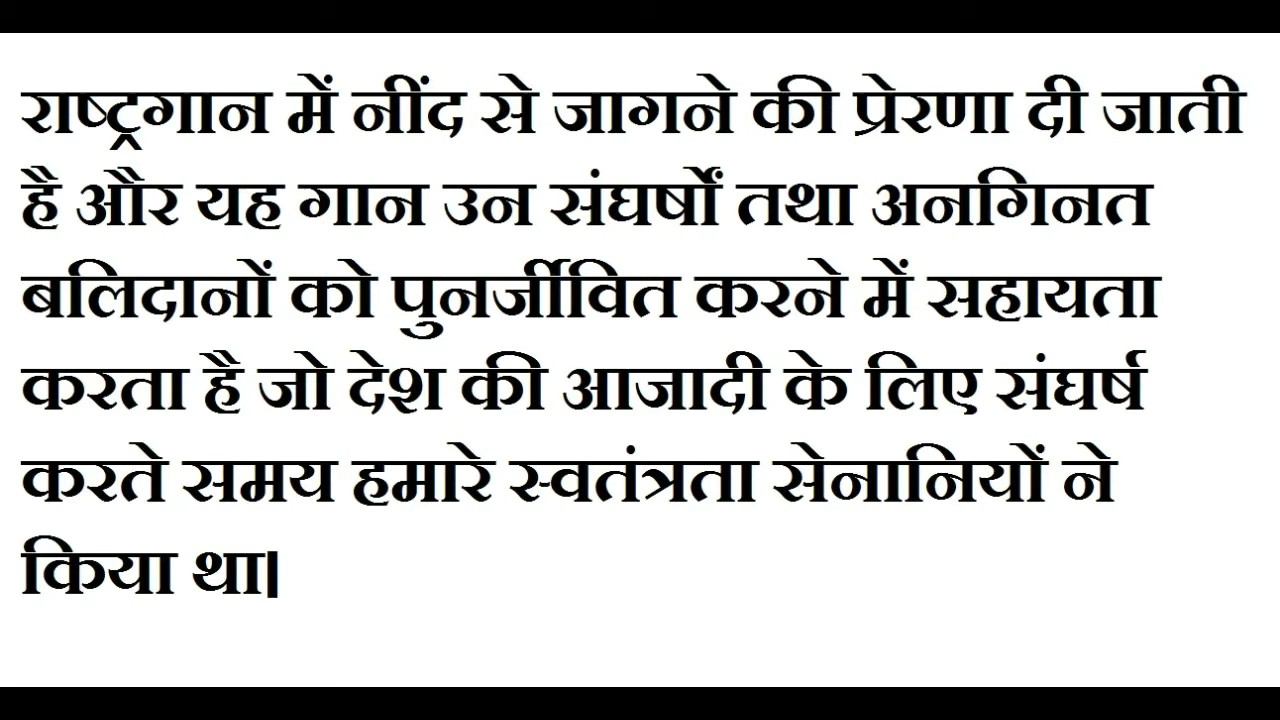 राष्ट्रगान में नींद से जागने की प्रेरणा दी जाती
है और यह गान उन संघर्षों तथा अनगिनत
बलिदानों को पुनर्जीवित करने में सहायता
करता है जो देश की आजादी के लिए संघर्ष
करते समय हमारे स्वतंत्रता सेनानियों ने
किया था।